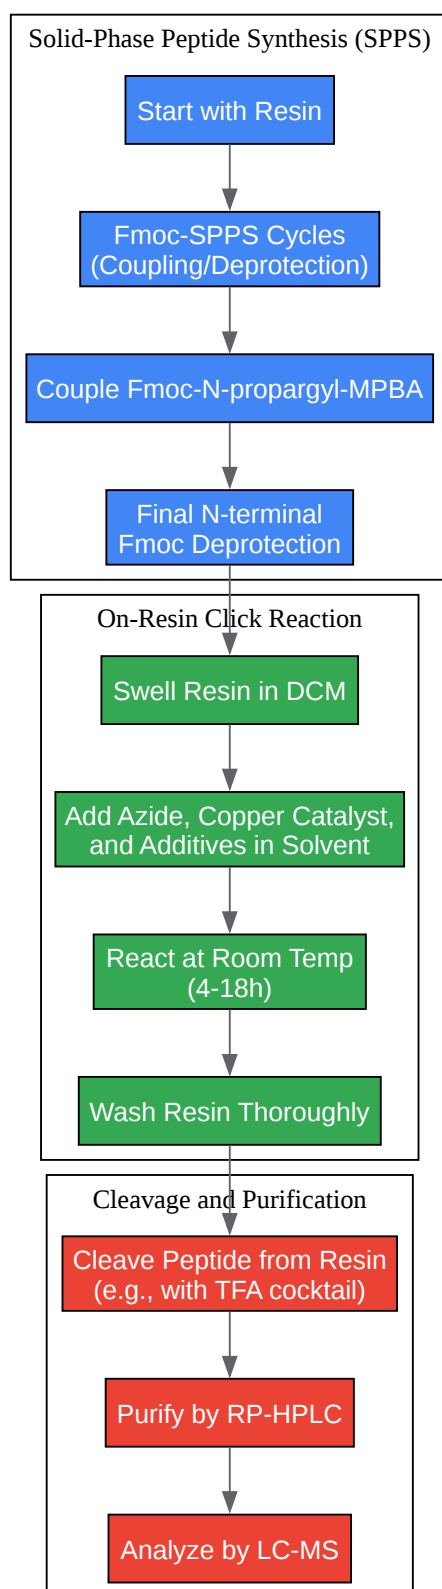 Solid-Phase Peptide Synthesis (SPPS)
Start with Resin
Fmoc-SPPS Cycles
(Coupling/Deprotection)
Couple Fmoc-N-propargyl-MPBA
Final N-terminal
Fmoc Deprotection
On-Resin Click Reaction
Swell Resin in DCM
Add Azide, Copper Catalyst,
and Additives in Solvent
React at Room Temp
(4-18h)
Wash Resin Thoroughly
Cleavage and Purification
Cleave Peptide from Resin
(e.g., with TFA cocktail)
Purify by RP-HPLC
Analyze by LC-MS